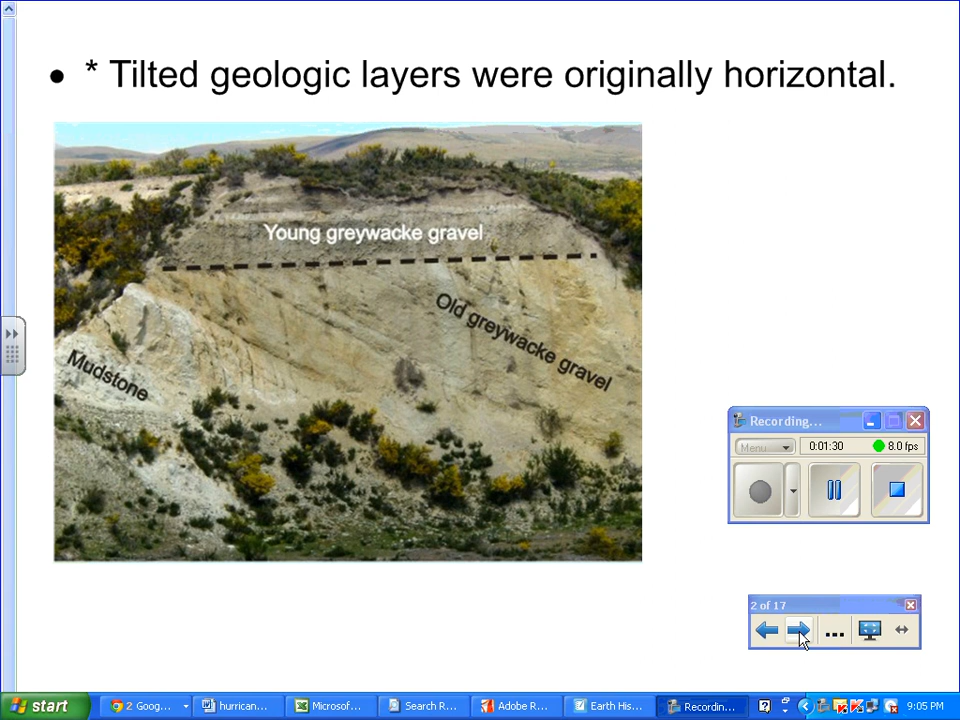 • * Tilted geologic layers were originally horizontal.
Young greywacke gravel
Old greywacke gravel
Mudstone
Recording...
Menu
0:01:30
8.0 fps
2 of 17
...
start
2 Goog...
hurrican...
Microsof...
Search R...
Adobe R...
Earth His...
Recordin...
9:05 PM